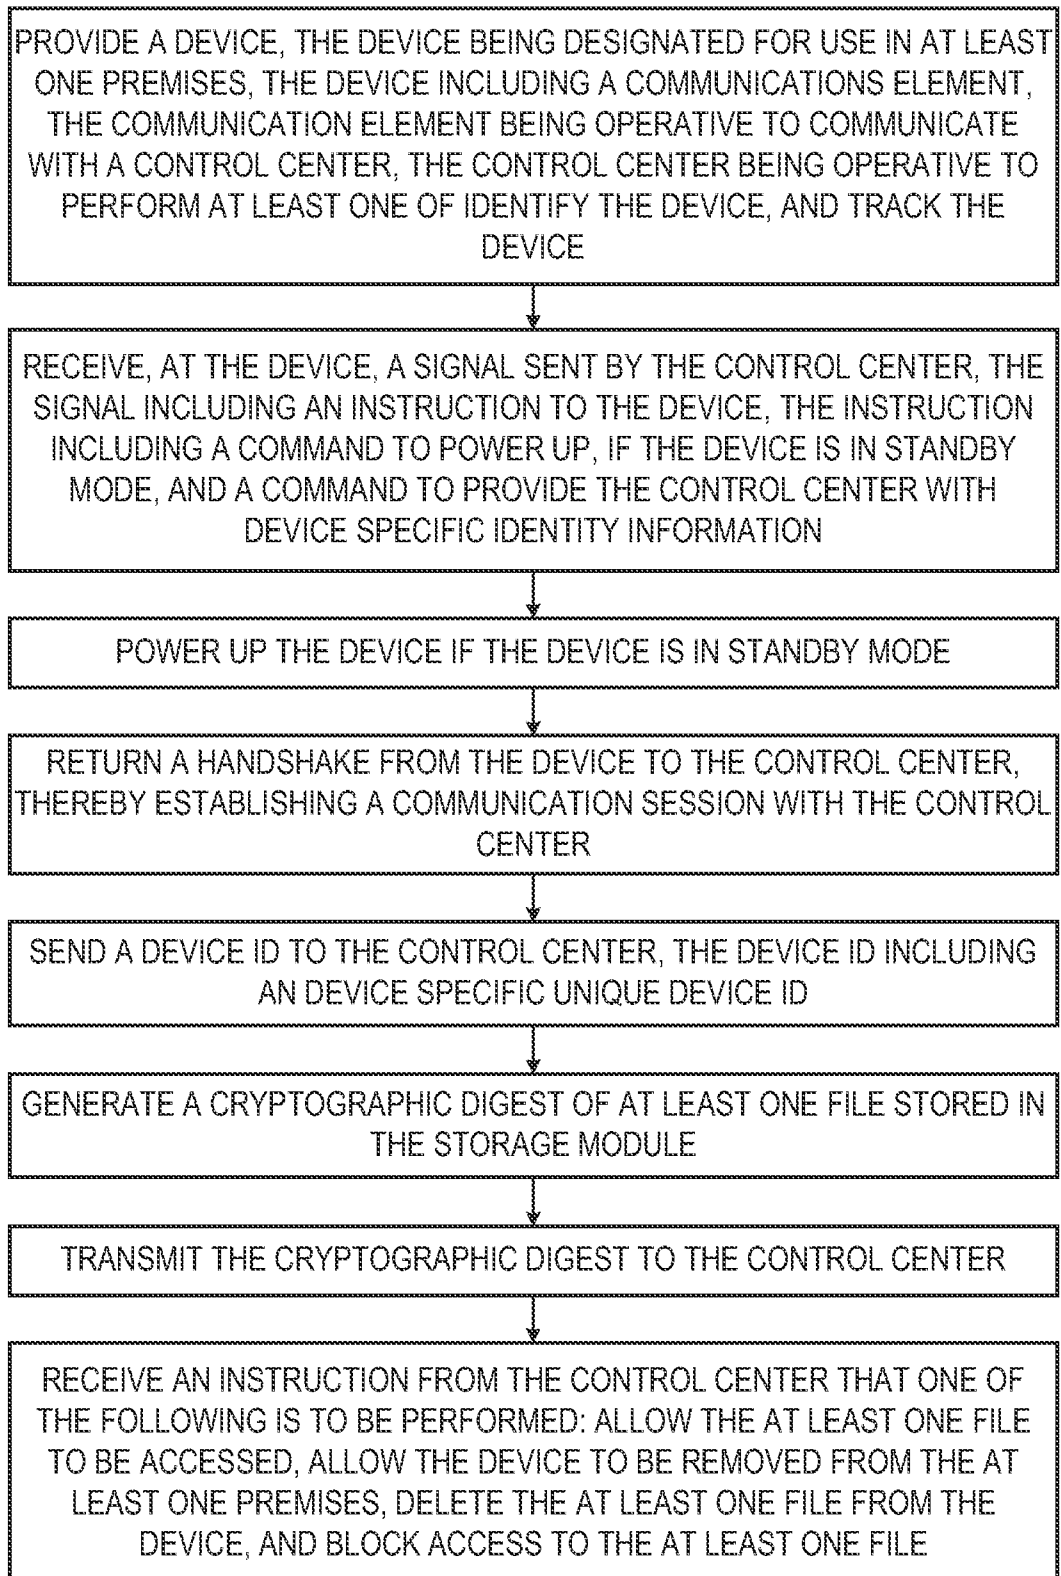 PROVIDE A DEVICE, THE DEVICE BEING DESIGNATED FOR USE IN AT LEAST
ONE PREMISES, THE DEVICE INCLUDING A COMMUNICATIONS ELEMENT,
THE COMMUNICATION ELEMENT BEING OPERATIVE TO COMMUNICATE
WITH A CONTROL CENTER, THE CONTROL CENTER BEING OPERATIVE TO
PERFORM AT LEAST ONE OF IDENTIFY THE DEVICE, AND TRACK THE
DEVICE
RECEIVE, AT THE DEVICE, A SIGNAL SENT BY THE CONTROL CENTER, THE
SIGNAL INCLUDING AN INSTRUCTION TO THE DEVICE, THE INSTRUCTION
INCLUDING A COMMAND TO POWER UP, IF THE DEVICE IS IN STANDBY
MODE, AND A COMMAND TO PROVIDE THE CONTROL CENTER WITH
DEVICE SPECIFIC IDENTITY INFORMATION
POWER UP THE DEVICE IF THE DEVICE IS IN STANDBY MODE
RETURN A HANDSHAKE FROM THE DEVICE TO THE CONTROL CENTER,
THEREBY ESTABLISHING A COMMUNICATION SESSION WITH THE CONTROL
CENTER
SEND A DEVICE ID TO THE CONTROL CENTER, THE DEVICE ID INCLUDING
AN DEVICE SPECIFIC UNIQUE DEVICE ID
GENERATE A CRYPTOGRAPHIC DIGEST OF AT LEAST ONE FILE STORED IN
THE STORAGE MODULE
TRANSMIT THE CRYPTOGRAPHIC DIGEST TO THE CONTROL CENTER
RECEIVE AN INSTRUCTION FROM THE CONTROL CENTER THAT ONE OF
THE FOLLOWING IS TO BE PERFORMED: ALLOW THE AT LEAST ONE FILE
TO BE ACCESSED, ALLOW THE DEVICE TO BE REMOVED FROM THE AT
LEAST ONE PREMISES, DELETE THE AT LEAST ONE FILE FROM THE
DEVICE, AND BLOCK ACCESS TO THE AT LEAST ONE FILE